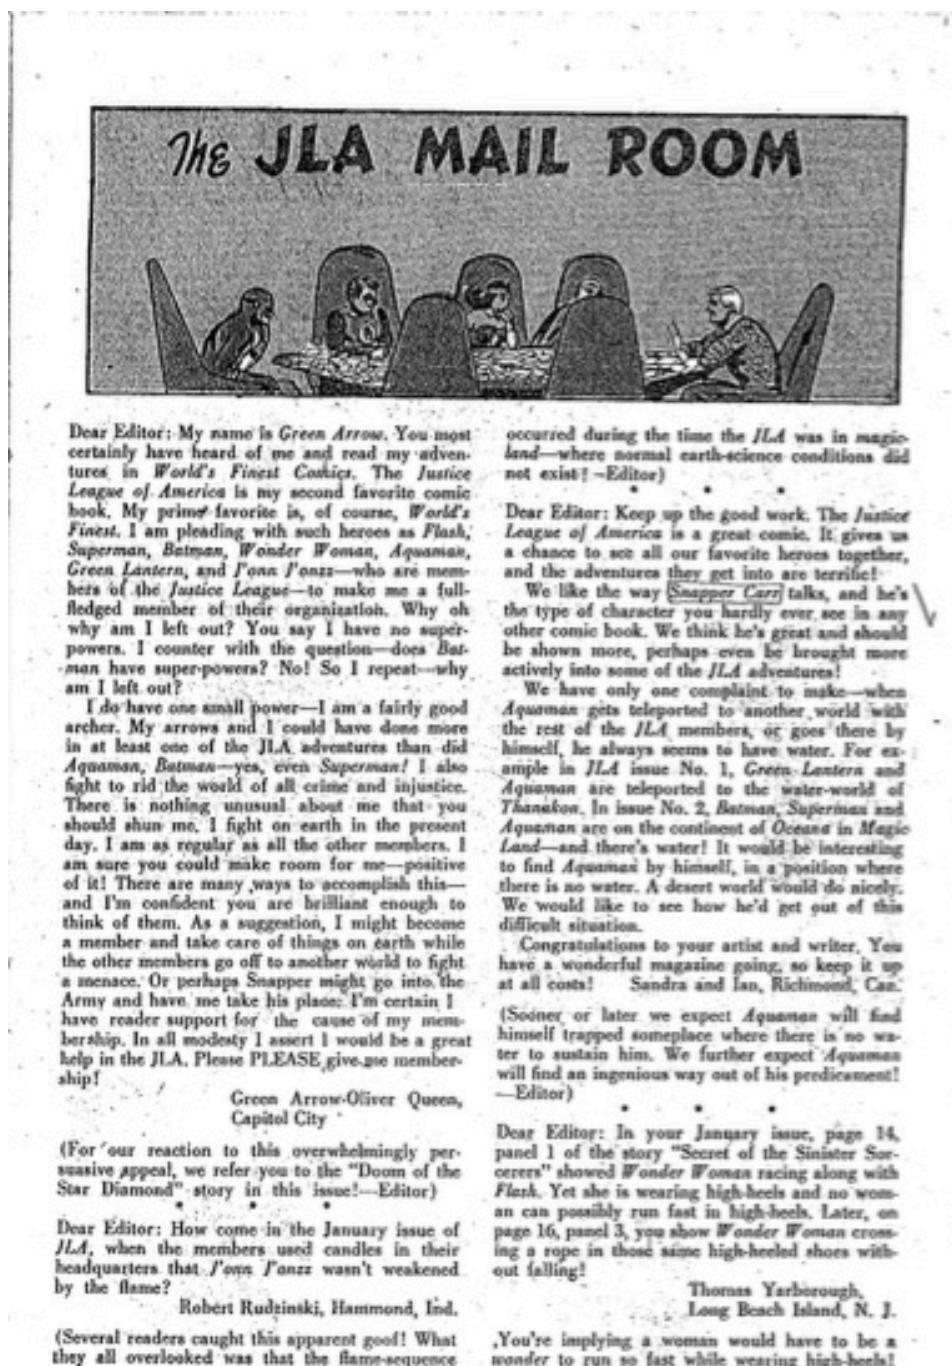 The JLA MAIL ROOM
Dear Editor: My name is Green Arrow. You most
certainly have heard of me and read my adven-
tures in World's Finest Comics. The Justice
League of America is my second favorite comic
book. My prime favorite is, of course, World's
Finest. I am pleading with such heroes as Flash,
Superman, Batman, Wonder Woman, Aquaman,
Green Lantern, and J'onn J'onzz—who are mem-
bers of the Justice League—to make me a full-
fledged member of their organization. Why oh
why am I left out? You say I have no super-
powers. I counter with the question—does Bat-
man have super-powers? No! So I repeat—why
am I left out?
I do have one small power—I am a fairly good
archer. My arrows and I could have done more
in at least one of the JLA adventures than did
Aquaman, Batman—yes, even Superman! I also
fight to rid the world of all crime and injustice.
There is nothing unusual about me that you
should shun me. I fight on earth in the present
day. I am as regular as all the other members. I
am sure you could make room for me—positive
of it! There are many ways to accomplish this—
and I'm confident you are brilliant enough to
think of them. As a suggestion, I might become
a member and take care of things on earth while
the other members go off to another world to fight
a menace. Or perhaps Snapper might go into the
Army and have me take his place. I'm certain I
have reader support for the cause of my mem-
bership. In all modesty I assert I would be a great
help in the JLA. Please PLEASE give me member-
ship!
Green Arrow-Oliver Queen,
Capitol City
(For our reaction to this overwhelmingly per-
suasive appeal, we refer you to the "Doom of the
Star Diamond" story in this issue!—Editor)
* * *
Dear Editor: How come in the January issue of
JLA, when the members used candles in their
headquarters that J'onn J'onzz wasn't weakened
by the flame?
Robert Rudzinski, Hammond, Ind.
(Several readers caught this apparent goof! What
they all overlooked was that the flame-sequence
occurred during the time the JLA was in magic-
land—where normal earth-science conditions did
not exist! —Editor)
* * *
Dear Editor: Keep up the good work. The Justice
League of America is a great comic. It gives us
a chance to see all our favorite heroes together,
and the adventures they get into are terrific!
We like the way Snapper Carr talks, and he's
the type of character you hardly ever see in any
other comic book. We think he's great and should
be shown more, perhaps even be brought more
actively into some of the JLA adventures!
We have only one complaint to make—when
Aquaman gets teleported to another world with
the rest of the JLA members, or goes there by
himself, he always seems to have water. For ex-
ample in JLA issue No. 1, Green Lantern and
Aquaman are teleported to the water-world of
Thanakon. In issue No. 2, Batman, Superman and
Aquaman are on the continent of Oceana in Magic
Land—and there's water! It would be interesting
to find Aquaman by himself, in a position where
there is no water. A desert world would do nicely.
We would like to see how he'd get out of this
difficult situation.
Congratulations to your artist and writer. You
have a wonderful magazine going, so keep it up
at all costs! Sandra and Ian, Richmond, Can.
(Sooner or later we expect Aquaman will find
himself trapped someplace where there is no wa-
ter to sustain him. We further expect Aquaman
will find an ingenious way out of his predicament!
—Editor)
* * *
Dear Editor: In your January issue, page 14,
panel 1 of the story "Secret of the Sinister Sor-
cerers" showed Wonder Woman racing along with
Flash. Yet she is wearing high-heels and no wom-
an can possibly run fast in high-heels. Later, on
page 16, panel 3, you show Wonder Woman cross-
ing a rope in those same high-heeled shoes with-
out falling!
Thomas Yarborough,
Long Beach Island, N. J.
(You're implying a woman would have to be a
wonder to run so fast while wearing high-heels!